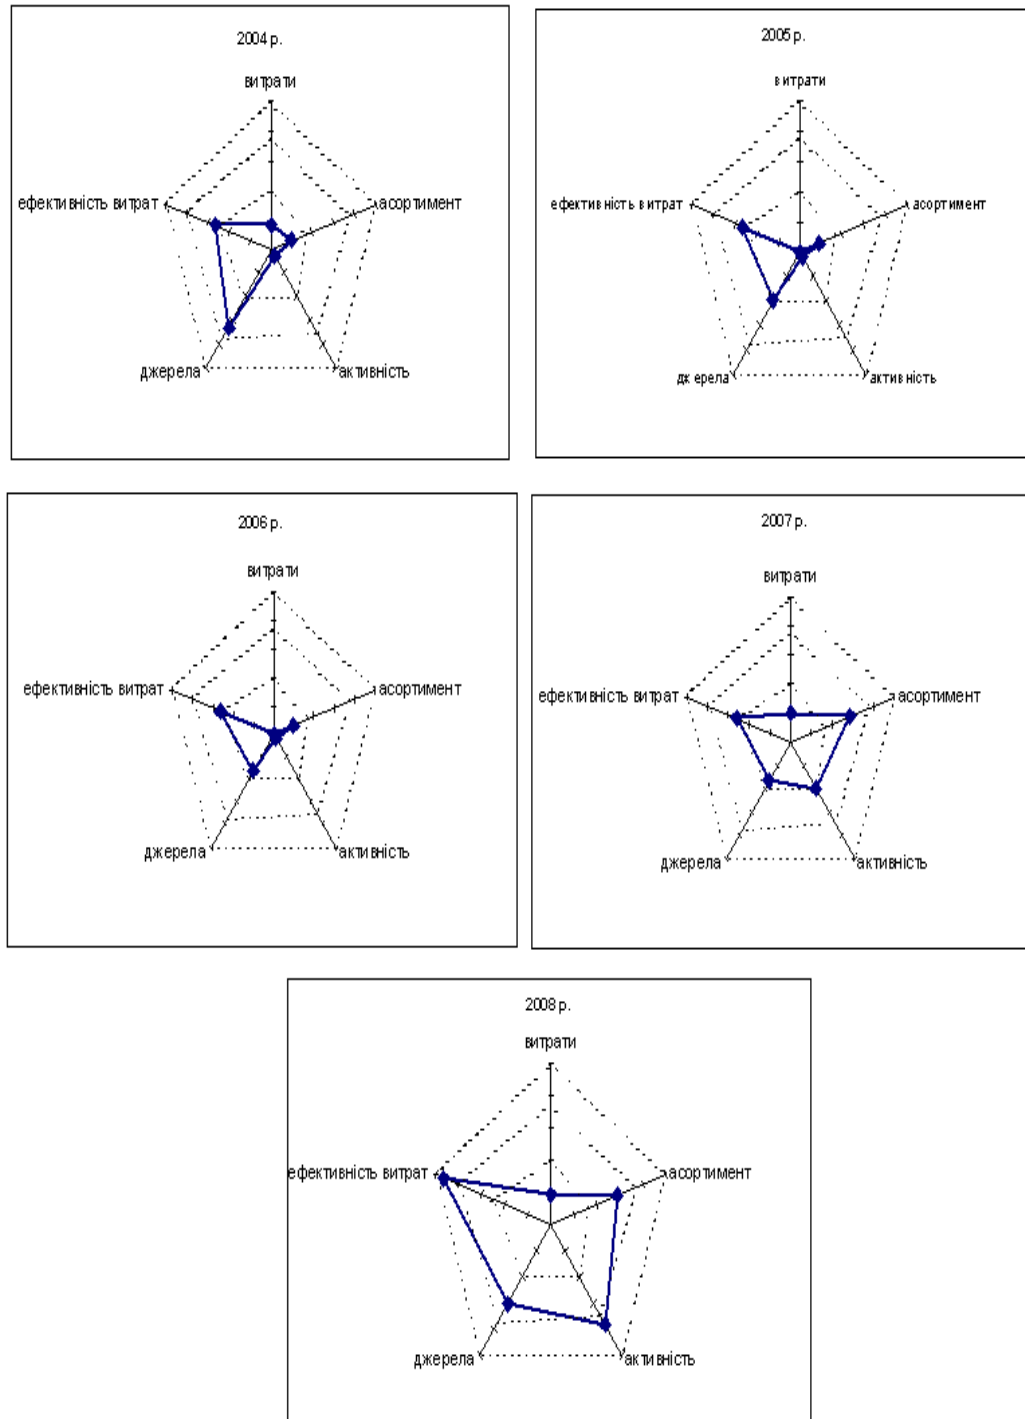 2004 р.
витрати
ефективність витрат
асортимент
джерела
активність
2005 р.
витрати
ефективність витрат
асортимент
джерела
активність
2006 р.
витрати
ефективність витрат
асортимент
джерела
активність
2007 р.
витрати
ефективність витрат
асортимент
джерела
активність
2008 р.
витрати
ефективність витрат
асортимент
джерела
активність